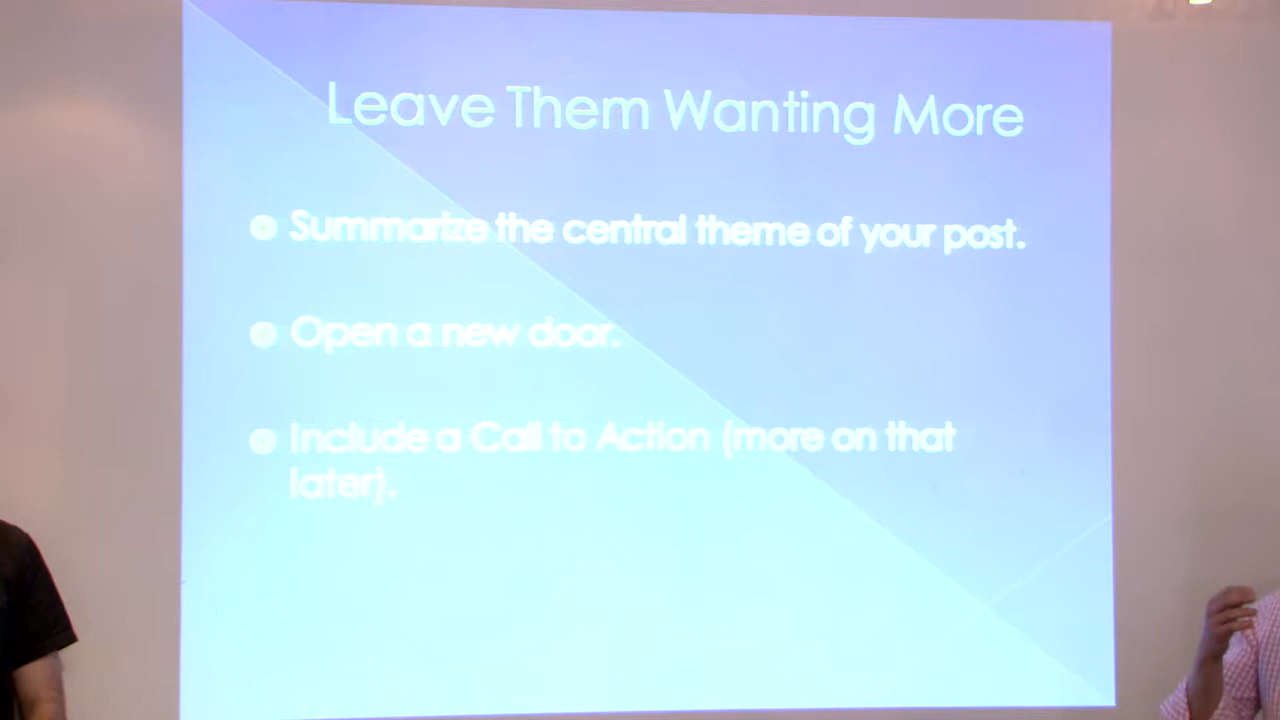 Leave Them Wanting More
Summarize the central theme of your post.
Open a new door.
Include a Call to Action (more on that
later).